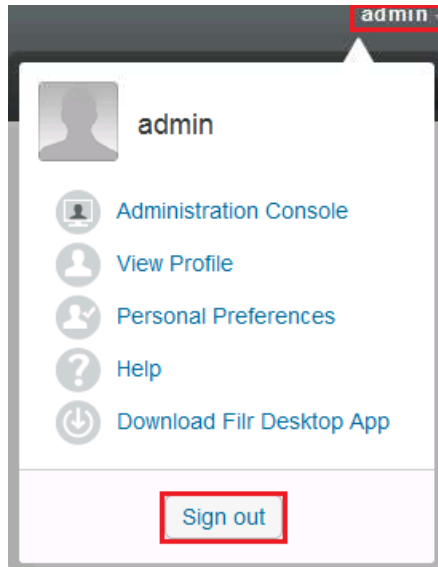 admin
admin
Administration Console
View Profile
Personal Preferences
Help
Download Filr Desktop App
Sign out